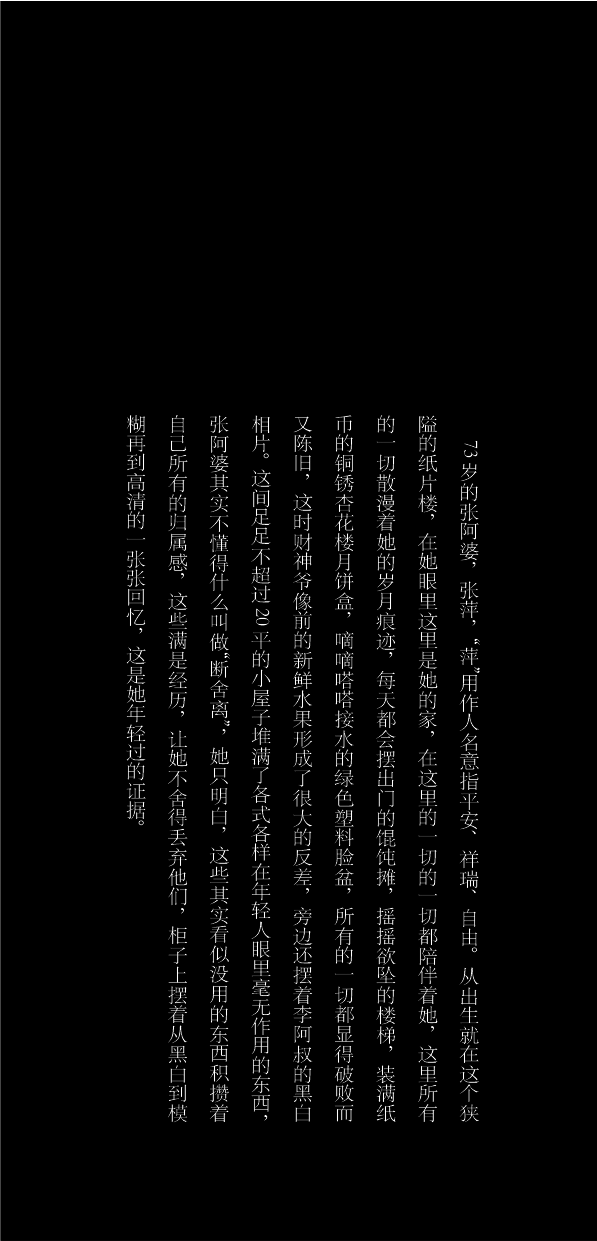 73岁的张阿婆，张萍，“萍”用作人名意指平安、祥瑞、自由。从出生就在这个狭
隘的纸片楼，在她眼里这里是她的家，在这里的一切的一切都陪伴着她，这里所有
的一切散漫着她的岁月痕迹，每天都会摆出门的馄饨摊，摇摇欲坠的楼梯，装满纸
币的铜锈杏花楼月饼盒，嘀嘀嗒嗒接水的绿色塑料脸盆，所有的一切都显得破败而
又陈旧，这时财神爷像前的新鲜水果形成了很大的反差，旁边还摆着李阿叔的黑白
相片。这间足足不超过20平的小屋子堆满了各式各样在年轻人眼里毫无作用的东西，
张阿婆其实不懂得什么叫做“断舍离”，她只明白，这些其实看似没用的东西积攒着
自己所有的归属感，这些满是经历，让她不舍得丢弃他们，柜子上摆着从黑白到模
糊再到高清的一张张回忆，这是她年轻过的证据。